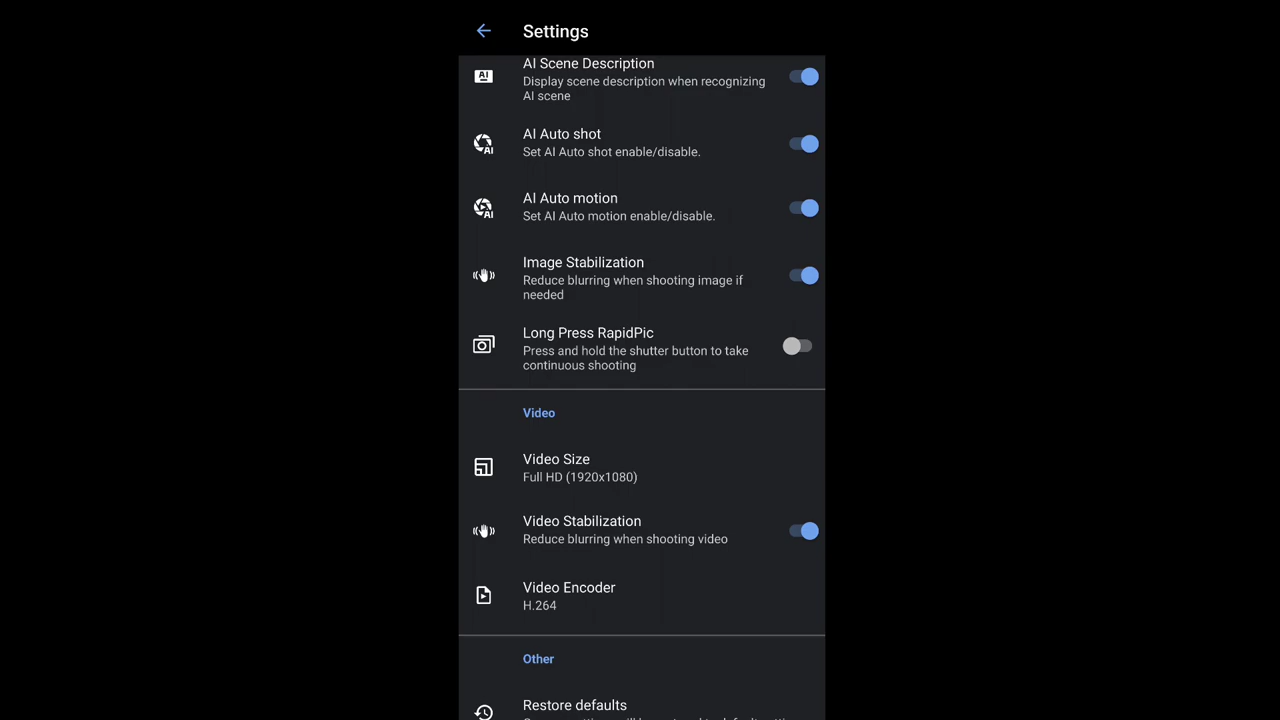 Settings
AI Scene Description
Display scene description when recognizing
AI scene
AI Auto shot
Set AI Auto shot enable/disable.
AI Auto motion
Set AI Auto motion enable/disable.
Image Stabilization
Reduce blurring when shooting image if
needed
Long Press RapidPic
Press and hold the shutter button to take
continuous shooting
Video
Video Size
Full HD (1920x1080)
Video Stabilization
Reduce blurring when shooting video
Video Encoder
H.264
Other
Restore defaults